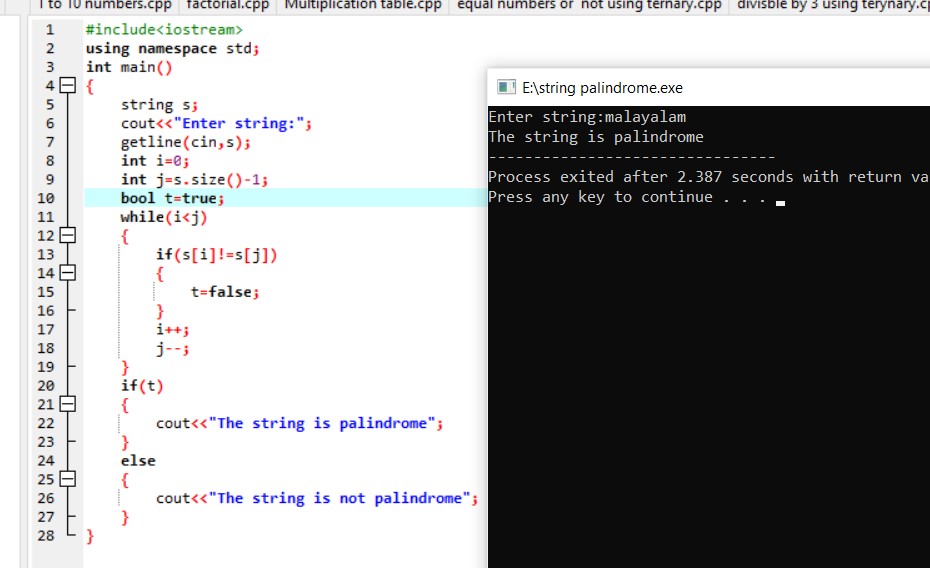 1 to 10 numbers.cpp factorial.cpp Multiplication table.cpp equal numbers or not using ternary.cpp divisble by 3 using terynary.cp
1 #include<iostream>
2 using namespace std;
3 int main()
4 {
5 string s;
6 cout<<"Enter string:";
7 getline(cin,s);
8 int i=0;
9 int j=s.size()-1;
10 bool t=true;
11 while(i<j)
12 {
13 if(s[i]!=s[j])
14 {
15 t=false;
16 }
17 i++;
18 j--;
19 }
20 if(t)
21 {
22 cout<<"The string is palindrome";
23 }
24 else
25 {
26 cout<<"The string is not palindrome";
27 }
28 }
E:\string palindrome.exe
Enter string:malayalam
The string is palindrome
--------------------------------
Process exited after 2.387 seconds with return va
Press any key to continue . . .